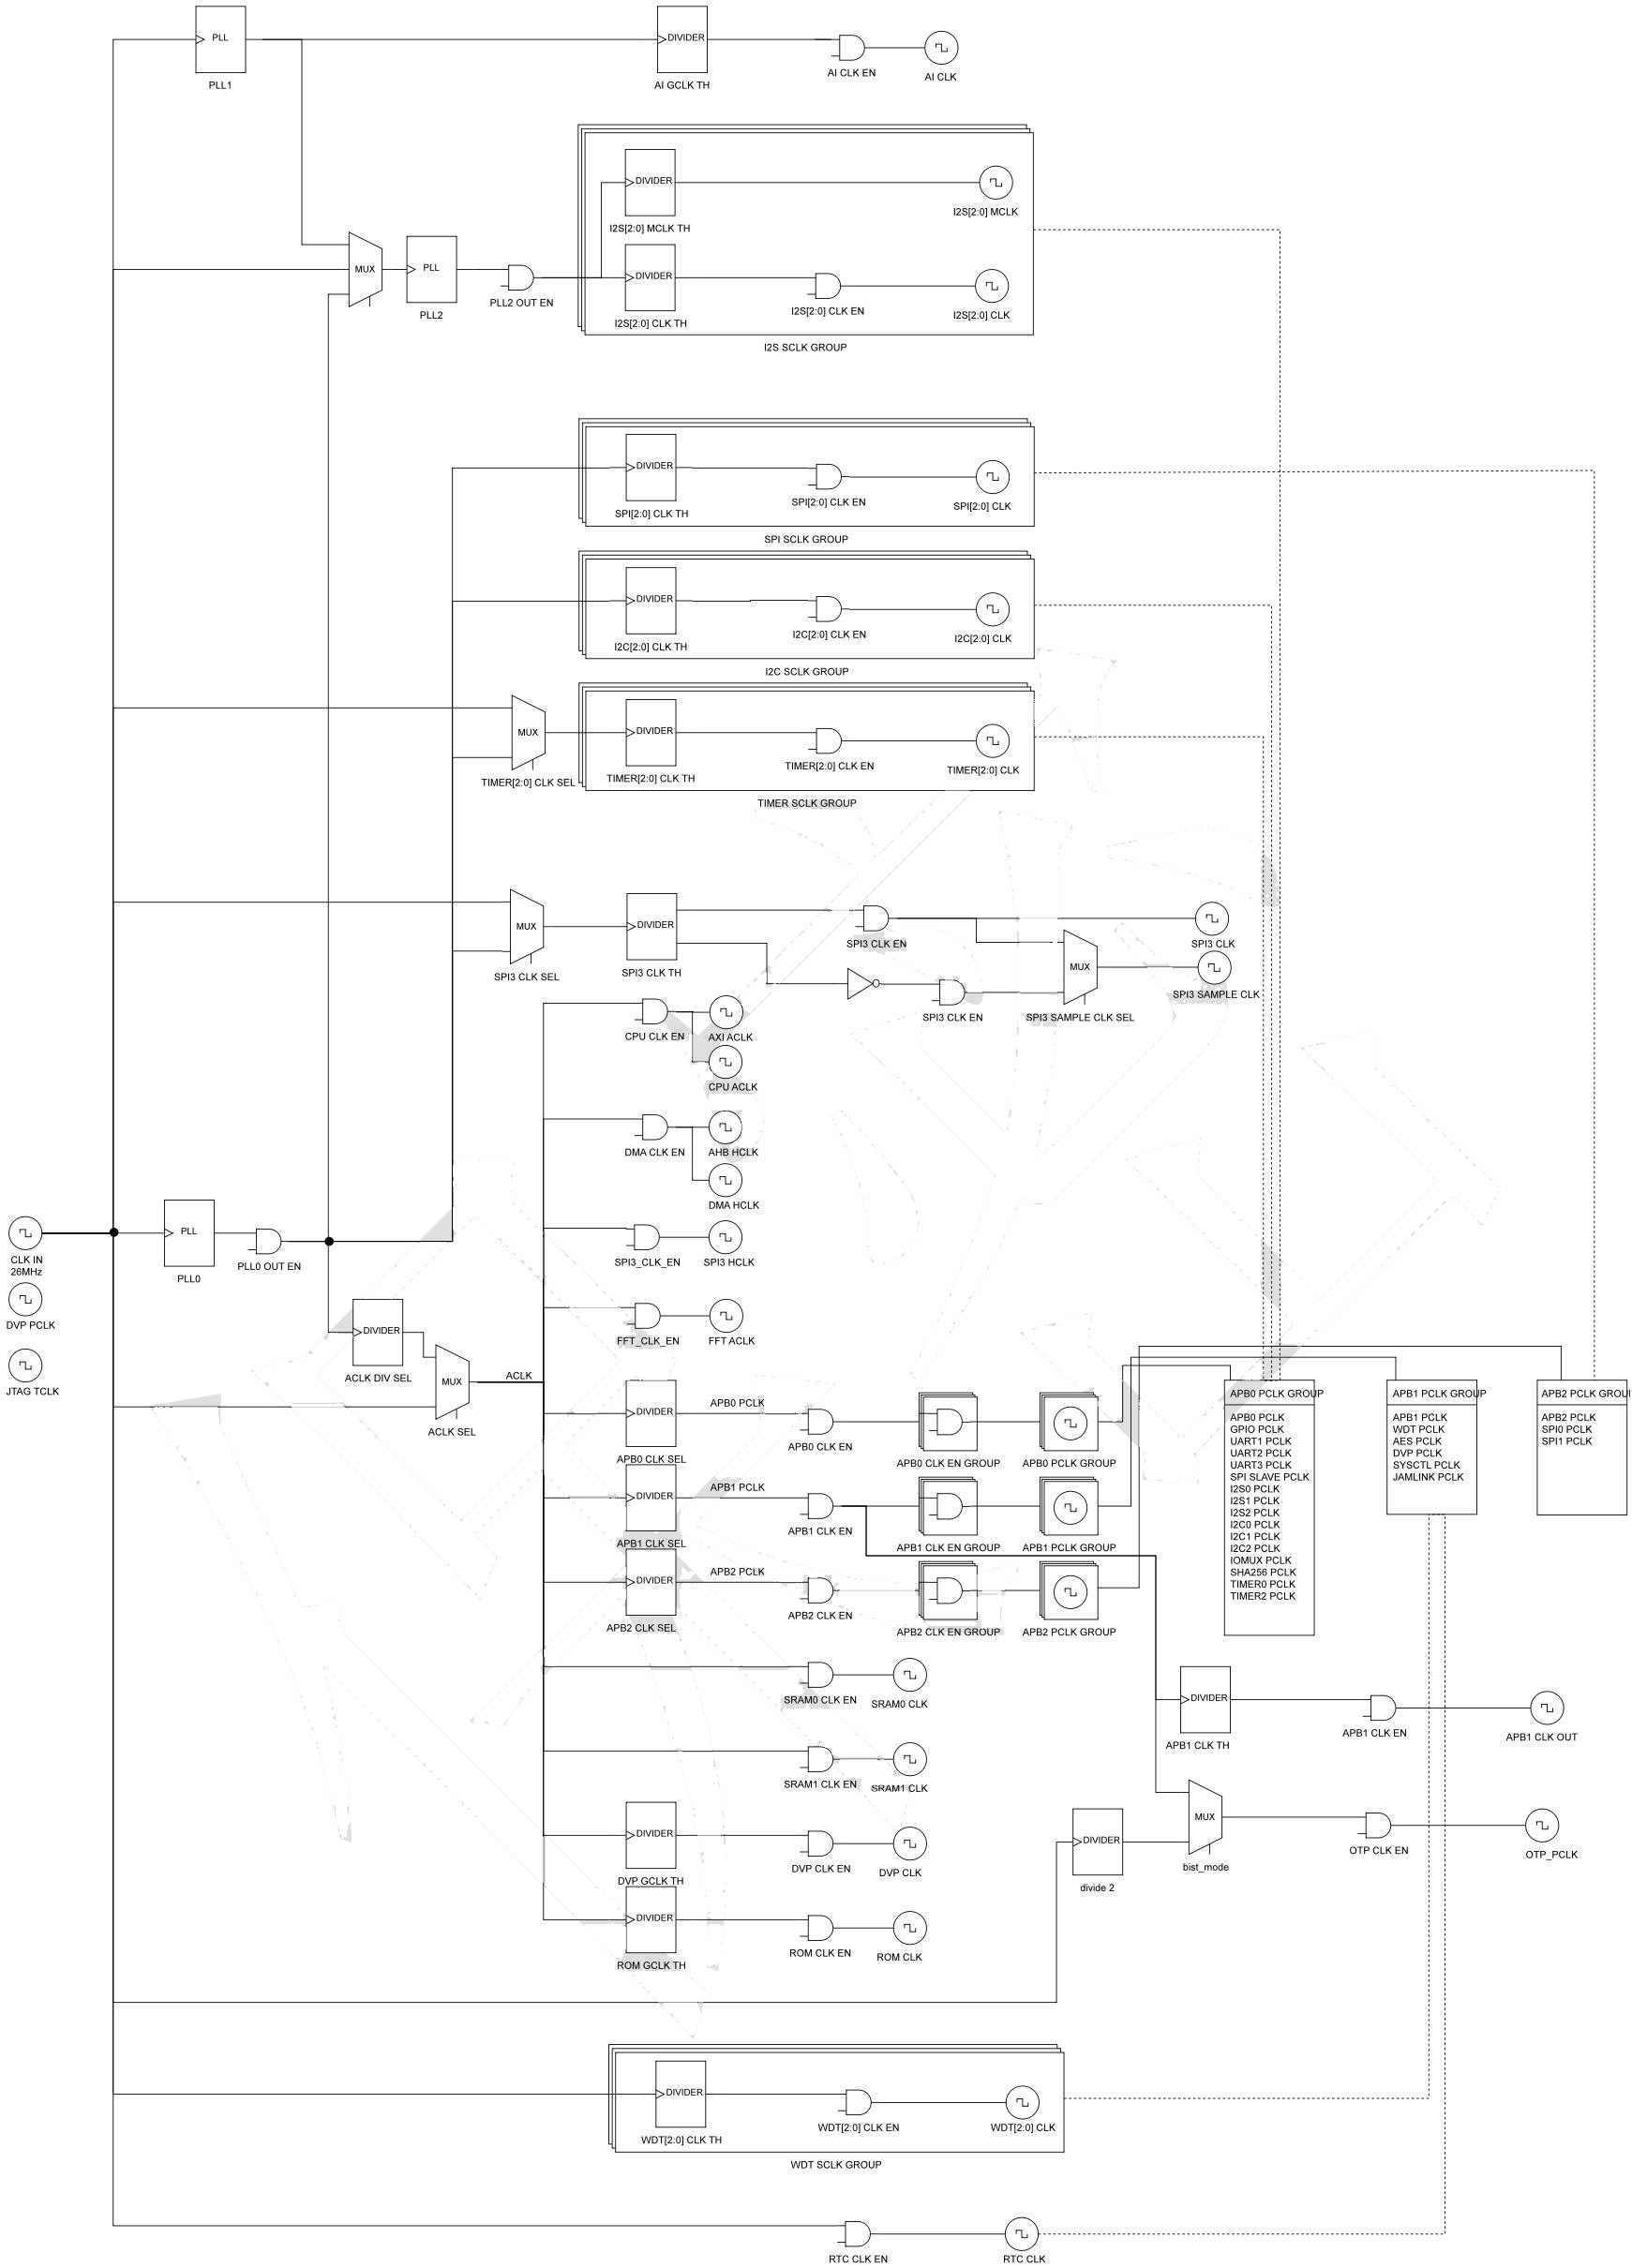 PLL
PLL1
DIVIDER
AI GCLK TH
AI CLK EN
AI CLK
DIVIDER
I2S[2:0] MCLK
I2S[2:0] MCLK TH
MUX
PLL
PLL2
PLL2 OUT EN
DIVIDER
I2S[2:0] CLK TH
I2S[2:0] CLK EN
I2S[2:0] CLK
I2S SCLK GROUP
DIVIDER
SPI[2:0] CLK TH
SPI[2:0] CLK EN
SPI[2:0] CLK
SPI SCLK GROUP
DIVIDER
I2C[2:0] CLK TH
I2C[2:0] CLK EN
I2C[2:0] CLK
I2C SCLK GROUP
MUX
TIMER[2:0] CLK SEL
DIVIDER
TIMER[2:0] CLK TH
TIMER[2:0] CLK EN
TIMER[2:0] CLK
TIMER SCLK GROUP
MUX
SPI3 CLK SEL
DIVIDER
SPI3 CLK TH
SPI3 CLK EN
SPI3 CLK
MUX
SPI3 SAMPLE CLK
SPI3 CLK EN
SPI3 SAMPLE CLK SEL
CPU CLK EN
AXI ACLK
CPU ACLK
DMA CLK EN
AHB HCLK
DMA HCLK
CLK IN
26MHz
PLL
PLL0
PLL0 OUT EN
SPI3_CLK_EN
SPI3 HCLK
DVP PCLK
JTAG TCLK
DIVIDER
ACLK DIV SEL
FFT_CLK_EN
FFT ACLK
MUX
ACLK SEL
ACLK
DIVIDER
APB0 CLK SEL
APB0 PCLK
APB0 CLK EN
APB0 CLK EN GROUP
APB0 PCLK GROUP
DIVIDER
APB1 CLK SEL
APB1 PCLK
APB1 CLK EN
APB1 CLK EN GROUP
APB1 PCLK GROUP
DIVIDER
APB2 CLK SEL
APB2 PCLK
APB2 CLK EN
APB2 CLK EN GROUP
APB2 PCLK GROUP
APB0 PCLK GROUP
APB0 PCLK
GPIO PCLK
UART1 PCLK
UART2 PCLK
UART3 PCLK
SPI SLAVE PCLK
I2S0 PCLK
I2S1 PCLK
I2S2 PCLK
I2C0 PCLK
I2C1 PCLK
I2C2 PCLK
IOMUX PCLK
SHA256 PCLK
TIMER0 PCLK
TIMER2 PCLK
APB1 PCLK GROUP
APB1 PCLK
WDT PCLK
AES PCLK
DVP PCLK
SYSCTL PCLK
JAMLINK PCLK
APB2 PCLK GROU
APB2 PCLK
SPI0 PCLK
SPI1 PCLK
SRAM0 CLK EN
SRAM0 CLK
DIVIDER
APB1 CLK TH
APB1 CLK EN
APB1 CLK OUT
SRAM1 CLK EN
SRAM1 CLK
DIVIDER
DVP GCLK TH
DVP CLK EN
DVP CLK
DIVIDER
divide 2
MUX
bist_mode
OTP CLK EN
OTP_PCLK
DIVIDER
ROM GCLK TH
ROM CLK EN
ROM CLK
DIVIDER
WDT[2:0] CLK TH
WDT[2:0] CLK EN
WDT[2:0] CLK
WDT SCLK GROUP
RTC CLK EN
RTC CLK